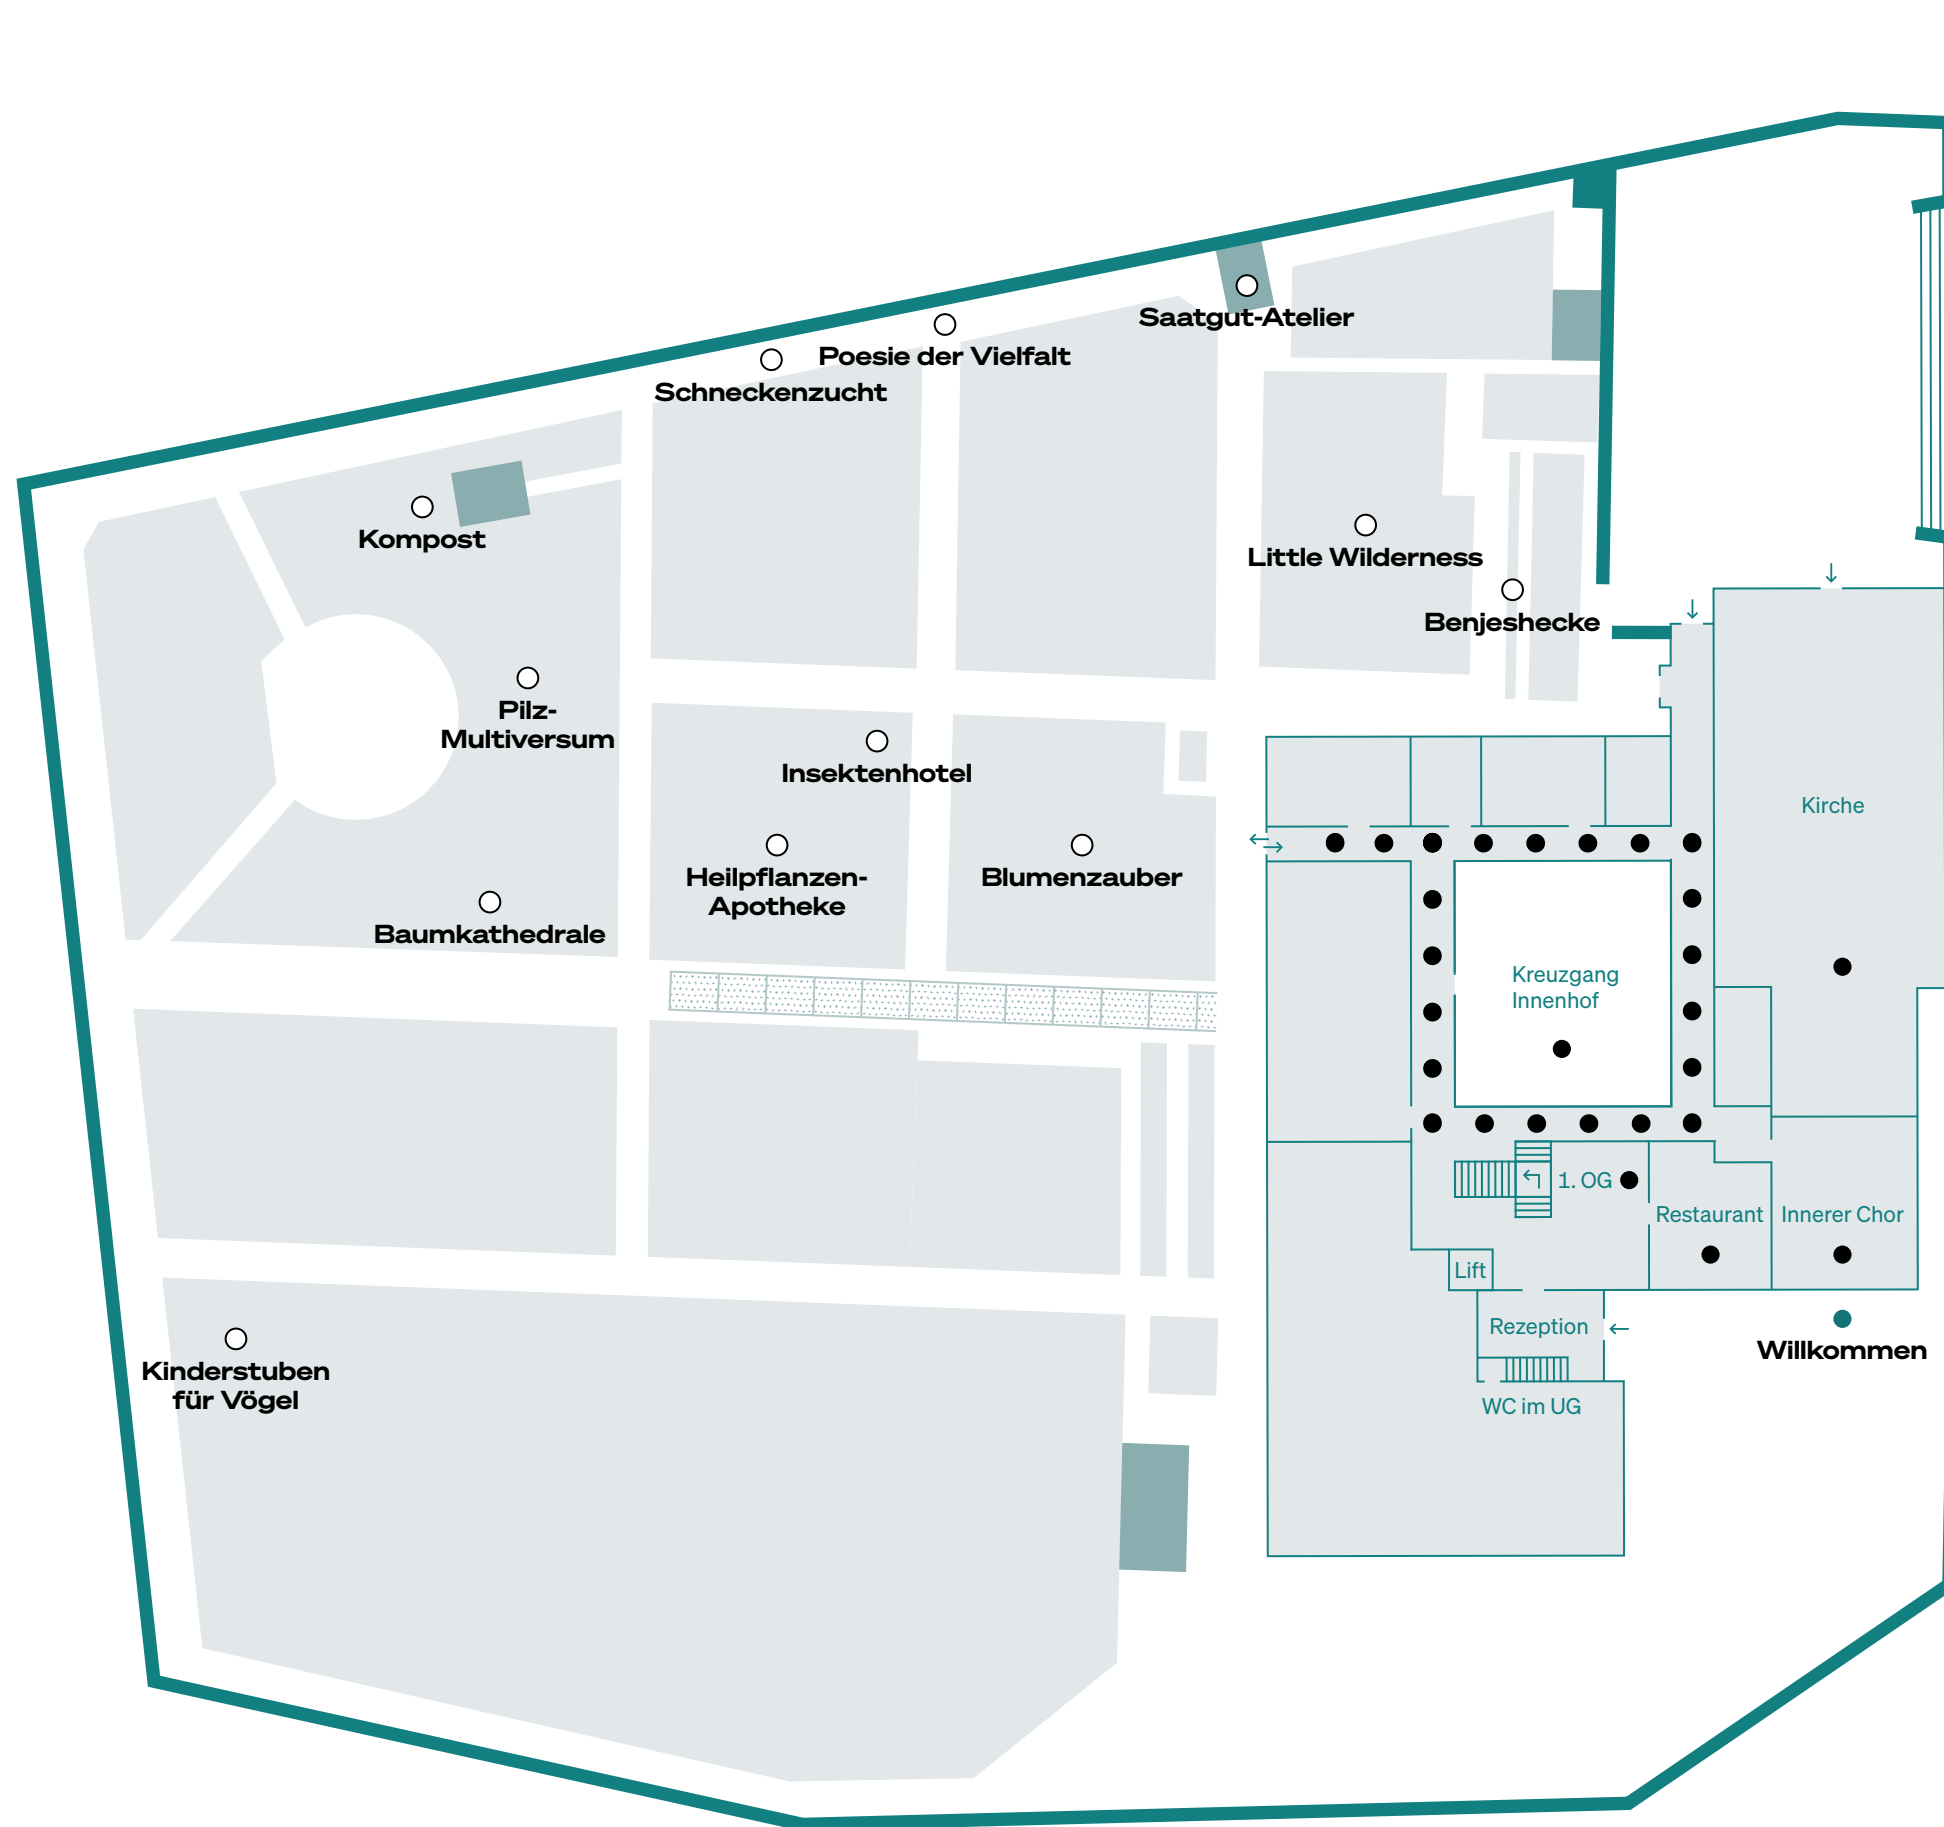 Saatgut-Atelier
Poesie der Vielfalt
Schneckenzucht
Kompost
Little Wilderness
Benjeshecke
Pilz-
Multiversum
Insektenhotel
Kirche
Heilpflanzen-
Apotheke
Blumenzauber
Baumkathedrale
Kreuzgang
Innenhof
1. OG
Restaurant
Innerer Chor
Lift
Rezeption
Willkommen
Kinderstuben
für Vögel
WC im UG